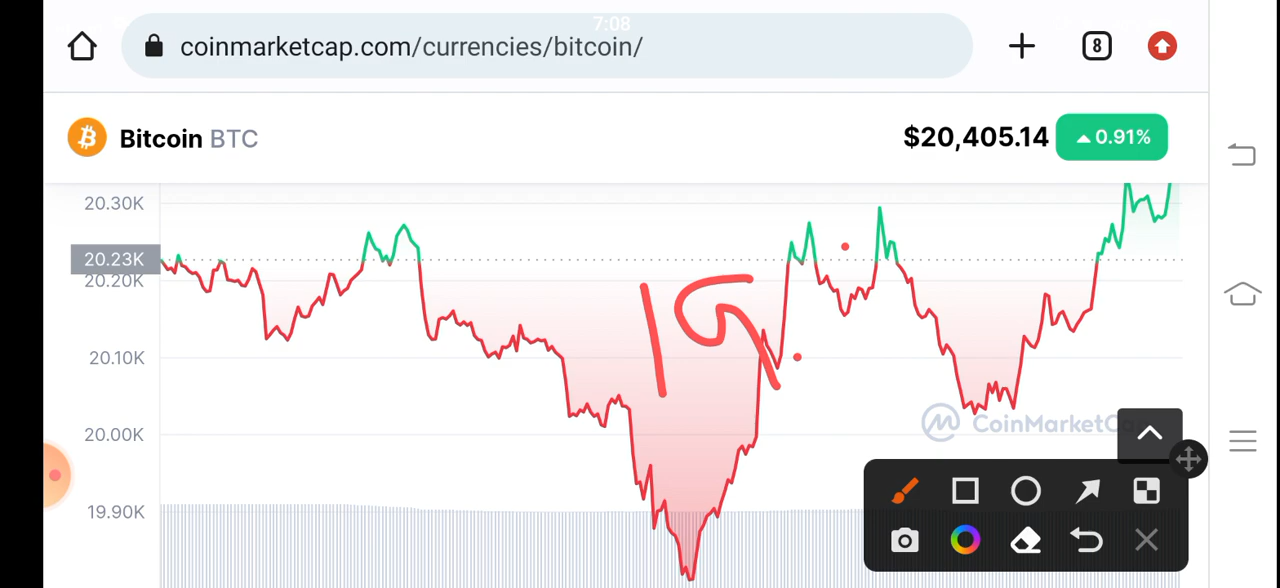 7:08
coinmarketcap.com/currencies/bitcoin/
8
Bitcoin BTC
$20,405.14
0.91%
20.30K
20.23K
20.20K
20.10K
20.00K
19.90K
CoinMarketC